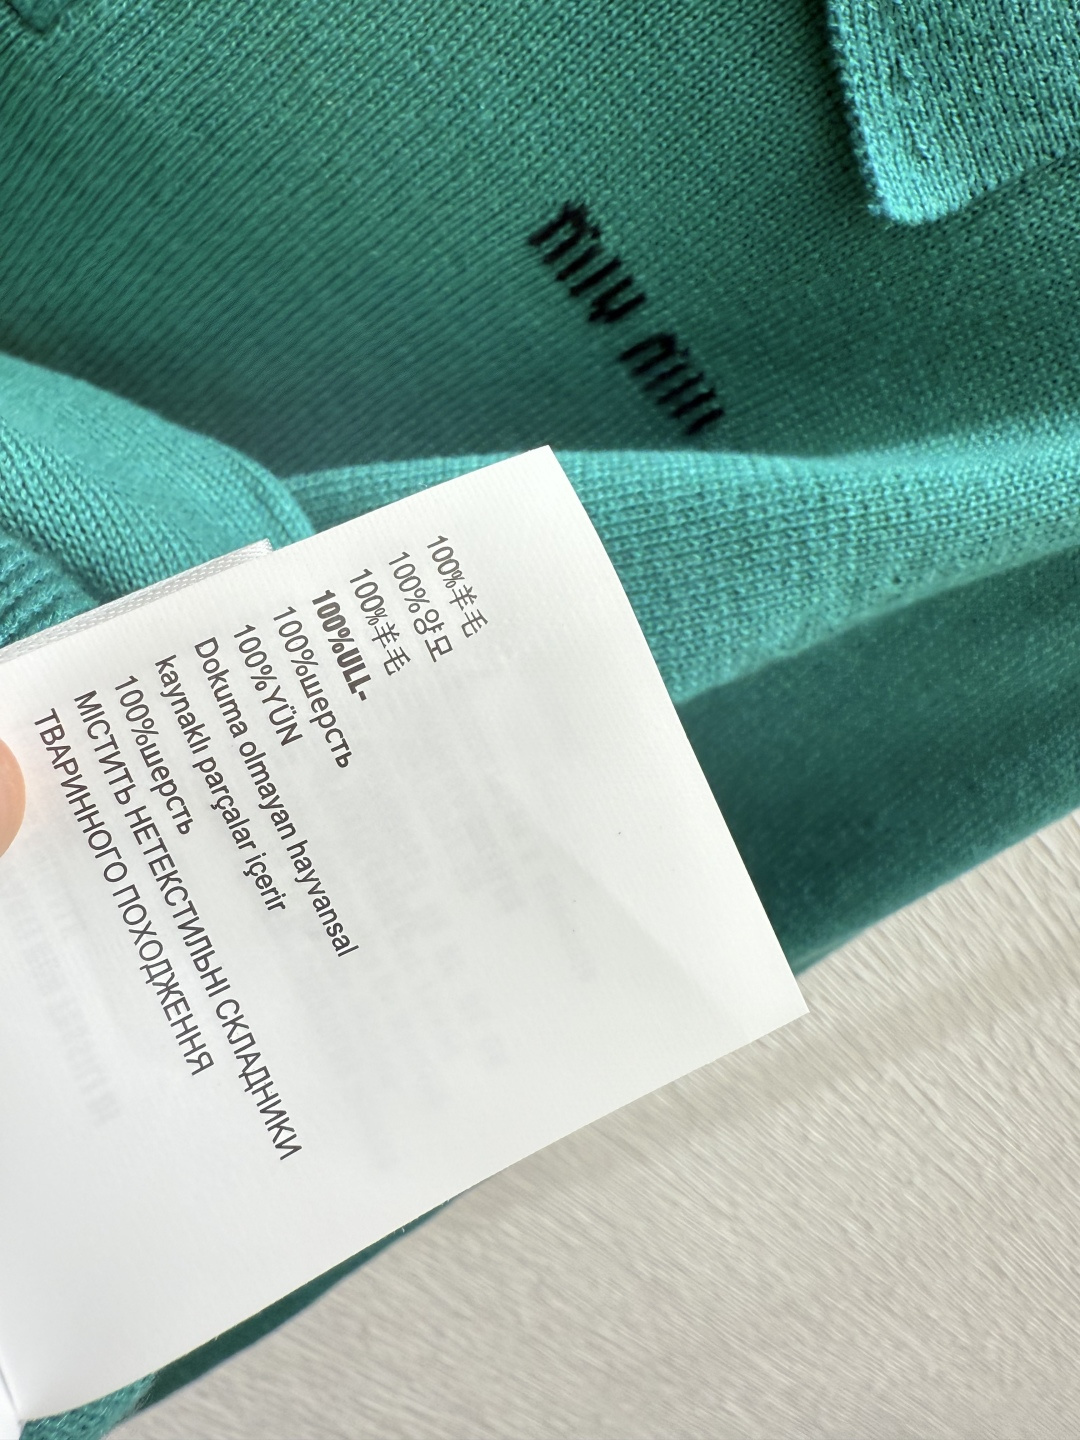 miu miu
100%羊毛
100%양모
100%羊毛
100%ULL-
100%шерсть
100%YÜN
Dokuma olmayan hayvansal
kaynaklı parçalar içerir
100%шерсть
МІСТИТЬ НЕТЕКСТИЛЬНІ СКЛАДНИКИ
ТВАРИННОГО ПОХОДЖЕННЯ